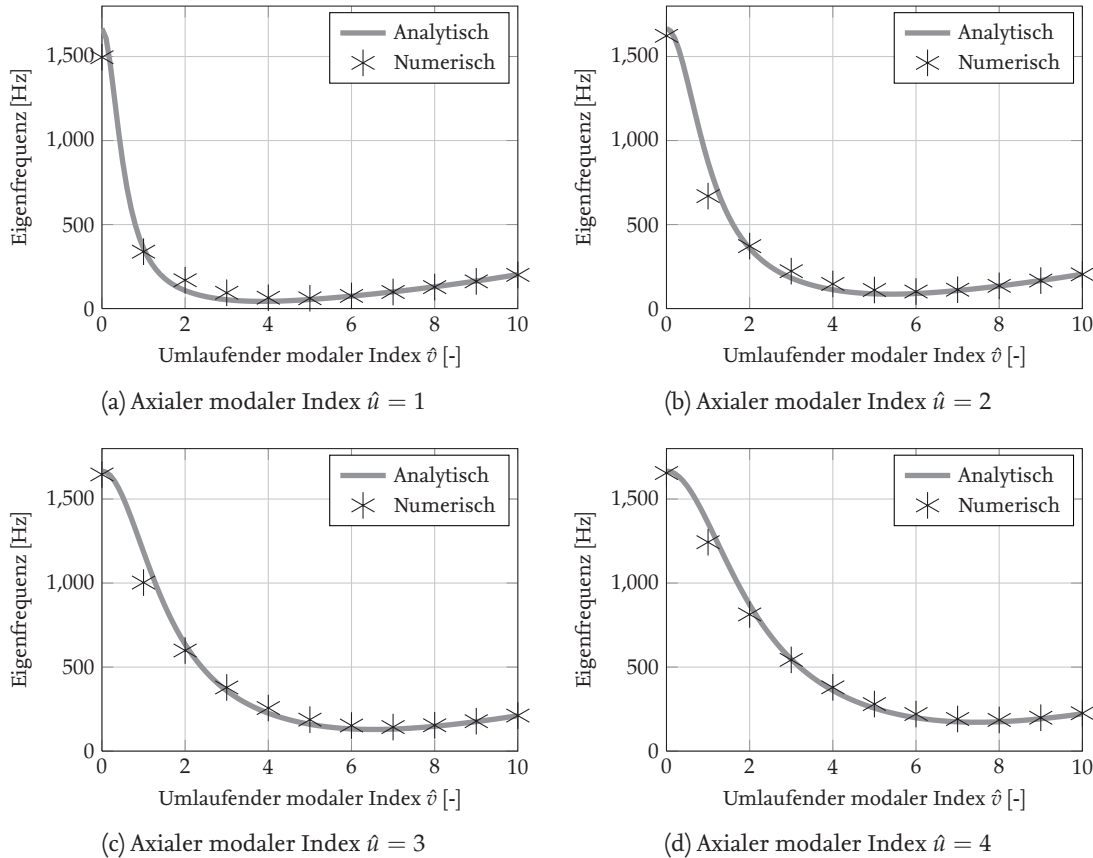 Analytisch
Numerisch
Eigenfrequenz [Hz]
1,500
1,000
500
0
0 2 4 6 8 10
Umlaufender modaler Index v̂ [-]
(a) Axialer modaler Index û = 1
Analytisch
Numerisch
Eigenfrequenz [Hz]
1,500
1,000
500
0
0 2 4 6 8 10
Umlaufender modaler Index v̂ [-]
(b) Axialer modaler Index û = 2
Analytisch
Numerisch
Eigenfrequenz [Hz]
1,500
1,000
500
0
0 2 4 6 8 10
Umlaufender modaler Index v̂ [-]
(c) Axialer modaler Index û = 3
Analytisch
Numerisch
Eigenfrequenz [Hz]
1,500
1,000
500
0
0 2 4 6 8 10
Umlaufender modaler Index v̂ [-]
(d) Axialer modaler Index û = 4